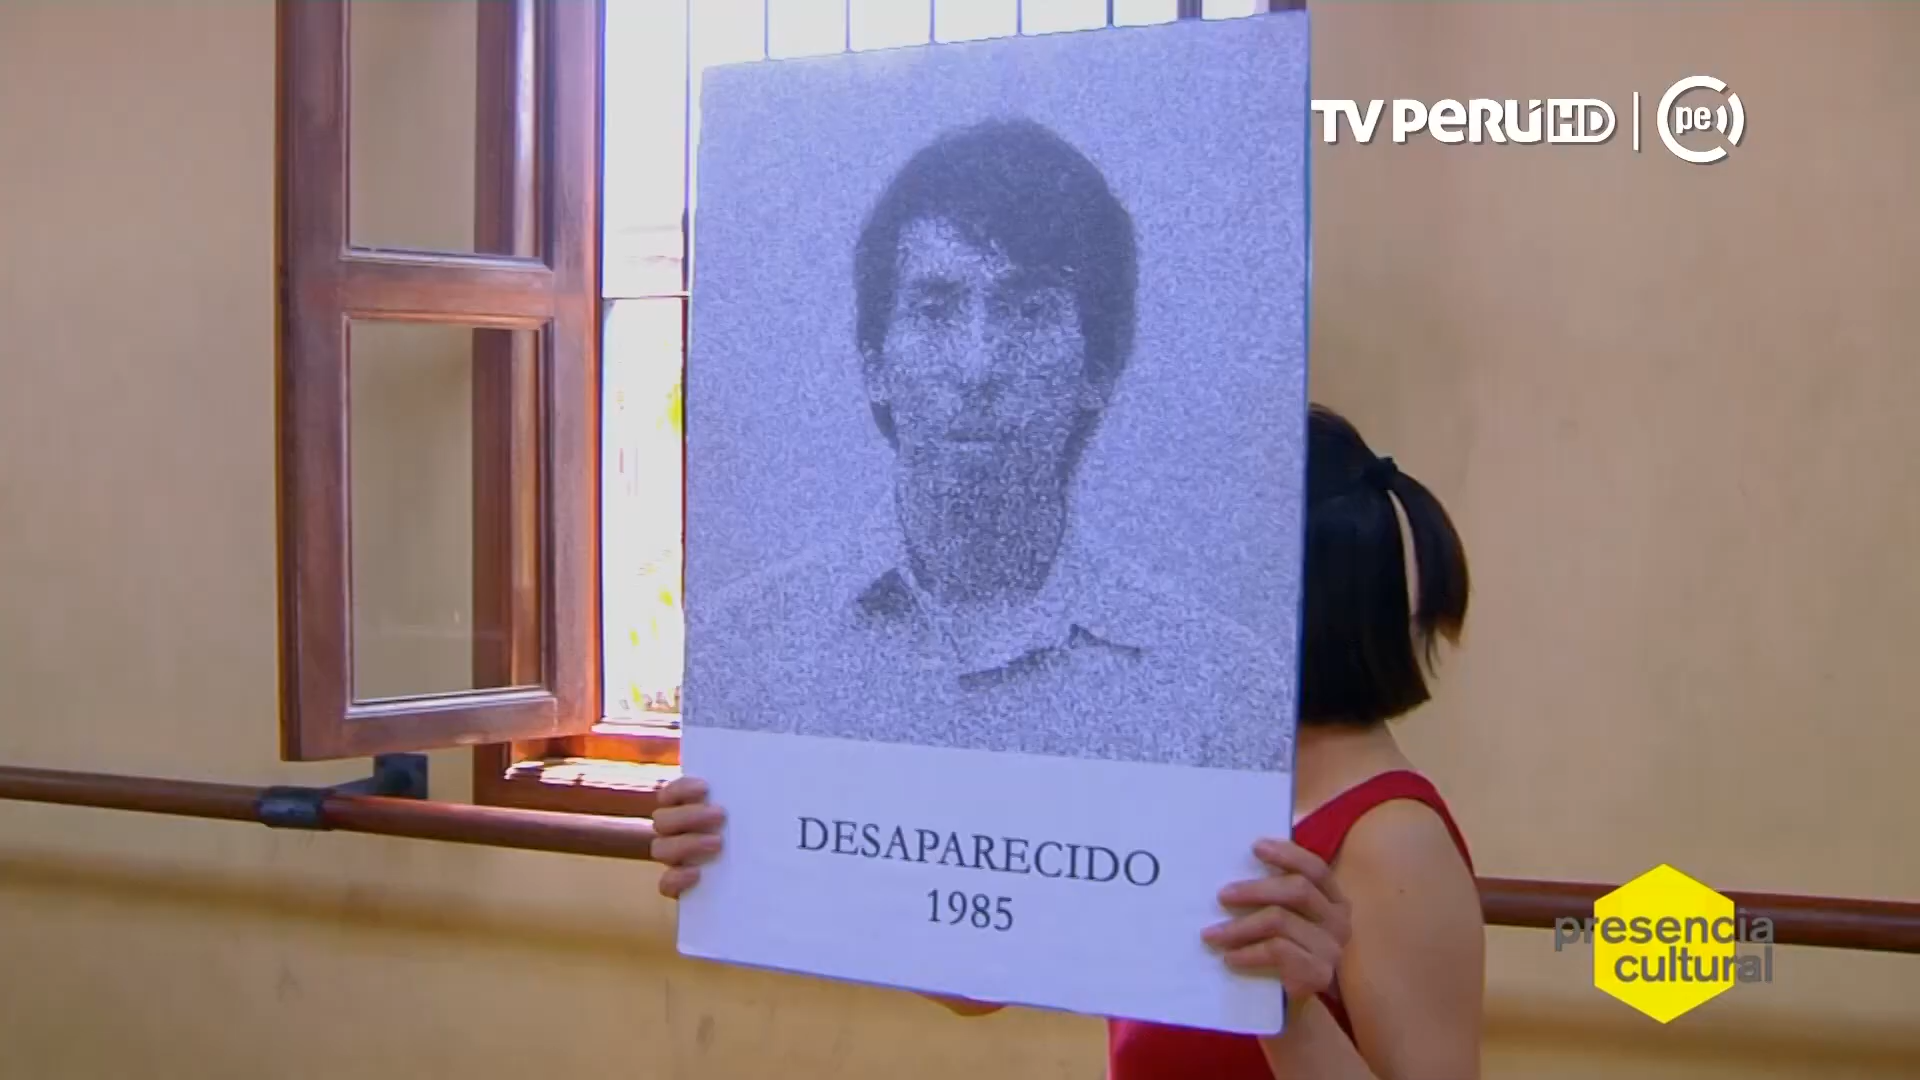 TV PERÚ HD | pe
DESAPARECIDO
1985
presencia
cultural